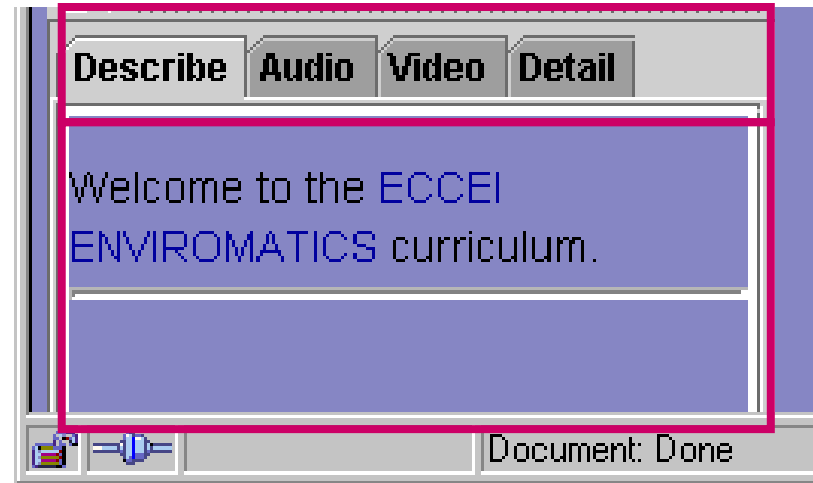 Describe Audio Video Detail
Welcome to the ECCEI
ENVIROMATICS curriculum.
Document: Done